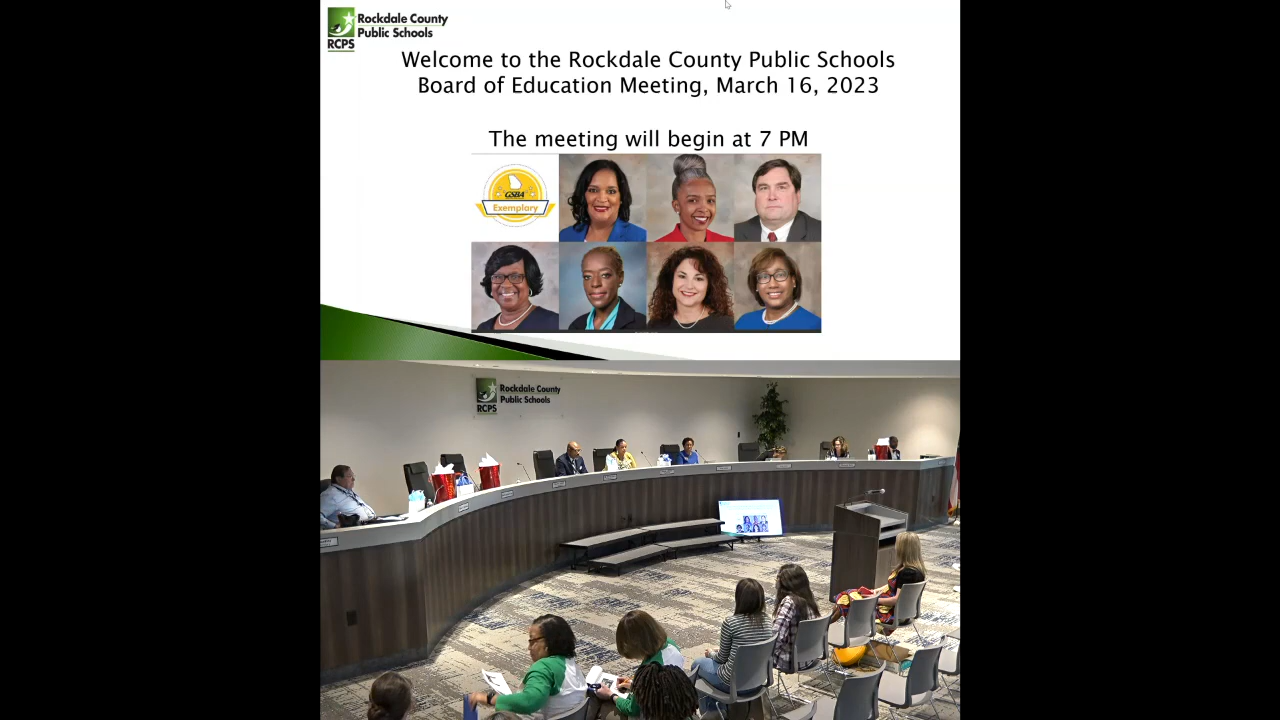 Rockdale County
Public Schools
RCPS
Welcome to the Rockdale County Public Schools
Board of Education Meeting, March 16, 2023
The meeting will begin at 7 PM
GSBA
Exemplary
Rockdale County
Public Schools
RCPS